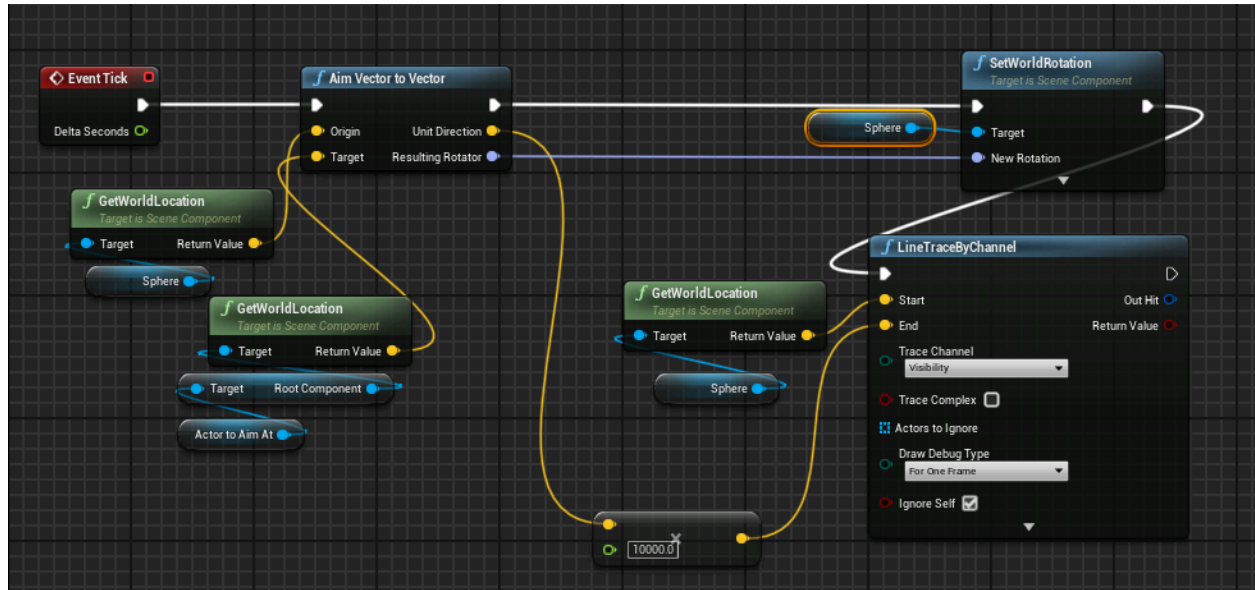 Event Tick
Delta Seconds
Aim Vector to Vector
Origin
Unit Direction
Target
Resulting Rotator
SetWorldRotation
Target is Scene Component
Sphere
Target
New Rotation
GetWorldLocation
Target is Scene Component
Target
Return Value
Sphere
GetWorldLocation
Target is Scene Component
Target
Return Value
Target
Root Component
Actor to Aim At
GetWorldLocation
Target is Scene Component
Target
Return Value
Sphere
10000.0
LineTraceByChannel
Start
Out Hit
End
Return Value
Trace Channel
Visibility
Trace Complex
Actors to Ignore
Draw Debug Type
For One Frame
Ignore Self